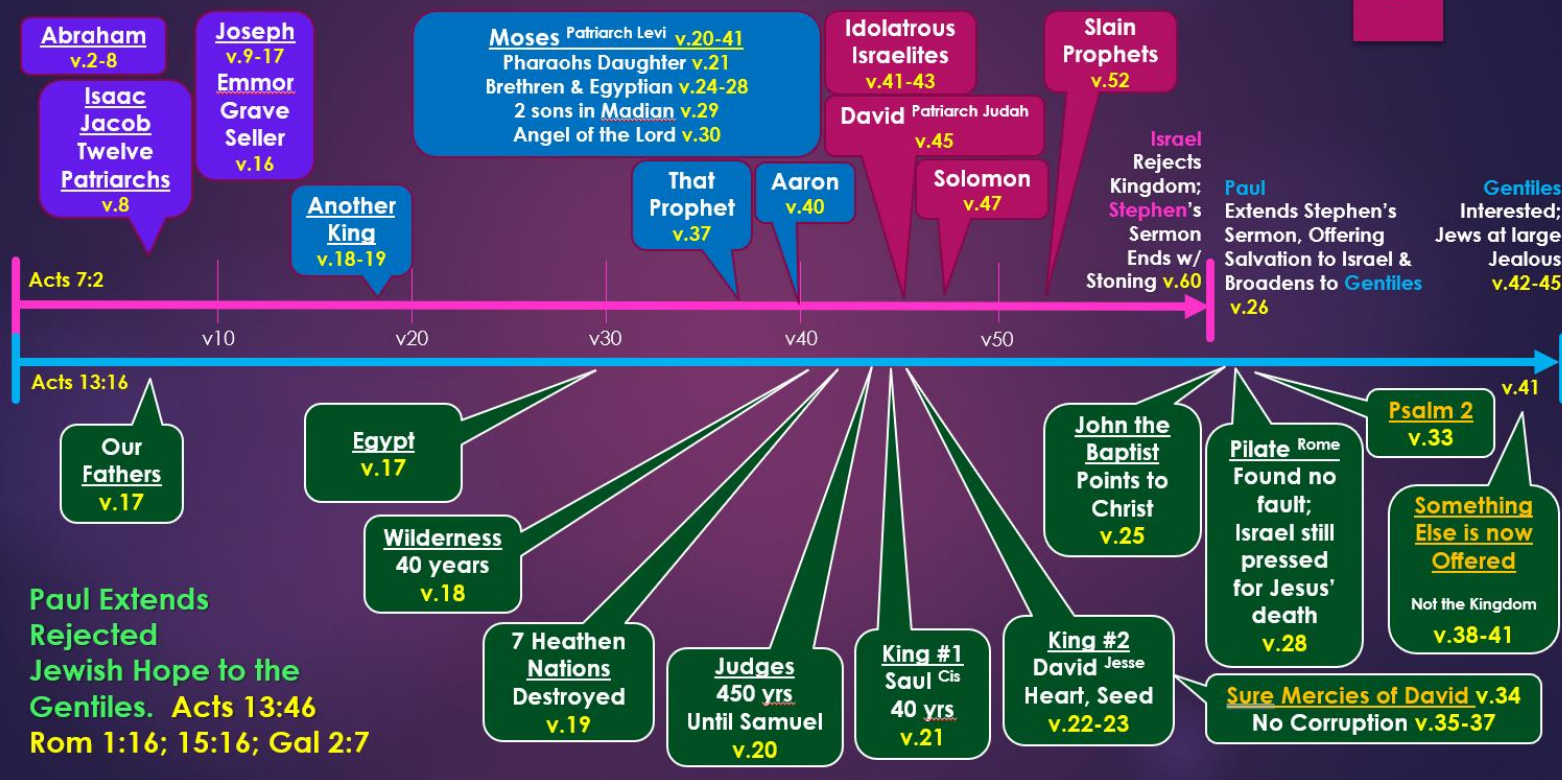 Abraham
v.2-8
Isaac
Jacob
Twelve
Patriarchs
v.8
Joseph
v.9-17
Emmor
Grave
Seller
v.16
Another
King
v.18-19
Moses Patriarch Levi v.20-41
Pharaohs Daughter v.21
Brethren & Egyptian v.24-28
2 sons in Madian v.29
Angel of the Lord v.30
That
Prophet
v.37
Aaron
v.40
Idolatrous
Israelites
v.41-43
David Patriarch Judah
v.45
Solomon
v.47
Slain
Prophets
v.52
Israel
Rejects
Kingdom;
Stephen's
Sermon
Ends w/
Stoning v.60
Paul
Extends Stephen's
Sermon, Offering
Salvation to Israel &
Broadens to Gentiles
v.26
Gentiles
Interested;
Jews at large
Jealous
v.42-45
Acts 7:2
v10
v20
v30
v40
v50
Acts 13:16
v.41
Our
Fathers
v.17
Egypt
v.17
Wilderness
40 years
v.18
7 Heathen
Nations
Destroyed
v.19
Judges
450 yrs
Until Samuel
v.20
King #1
Saul Cis
40 yrs
v.21
King #2
David Jesse
Heart, Seed
v.22-23
John the
Baptist
Points to
Christ
v.25
Pilate Rome
Found no
fault;
Israel still
pressed
for Jesus'
death
v.28
Psalm 2
v.33
Something
Else is now
Offered
Not the Kingdom
v.38-41
Sure Mercies of David v.34
No Corruption v.35-37
Paul Extends
Rejected
Jewish Hope to the
Gentiles. Acts 13:46
Rom 1:16; 15:16; Gal 2:7